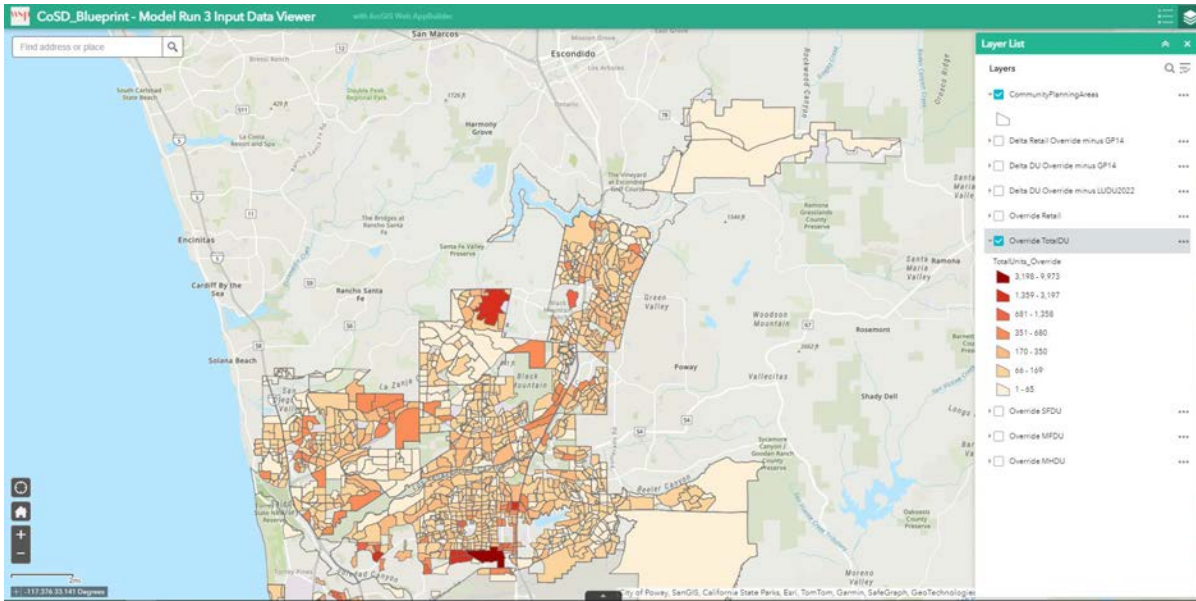 wsp CoSD_Blueprint - Model Run 3 Input Data Viewer with ArcGIS Web AppBuilder
Find address or place
Layer List
Layers
CommunityPlanningAreas
Delta Retail Override minus GP14
Delta DU Override minus GP14
Delta DU Override minus LUDU2022
Override Retail
Override TotalDU
TotalUnits_Override
3,198 - 9,973
1,359 - 3,197
681 - 1,358
351 - 680
170 - 350
66 - 169
1 - 65
Override SFDU
Override MFDU
Override MHDU
San Marcos
Escondido
South Carlsbad
State Beach
Double Peak
Regional Park
La Costa
Resort and Spa
Harmony
Grove
The Vineyard
at Escondido
Golf Course
Ramona
Grasslands
County
Preserve
The Bridges at
Rancho Santa
Fe
Encinitas
Santa Fe Valley
Preserve
Cardiff By the
Sea
Rancho Santa
Fe
Green
Valley
Santa
Maria
Valley
Ramona
Woodson
Mountain
Rosemont
Solana Beach
La Zanja
Black
Mountain
Poway
Vallecitas
Shady Dell
Sycamore
Canyon /
Goodan Ranch
County
Preserve
Beeler Canyon
Oakoasis
County
Preserve
Moreno
Valley
Torrey Pines
2mi
-117.376 33.141 Degrees
City of Poway, SanGIS, California State Parks, Esri, TomTom, Garmin, SafeGraph, GeoTechnologies